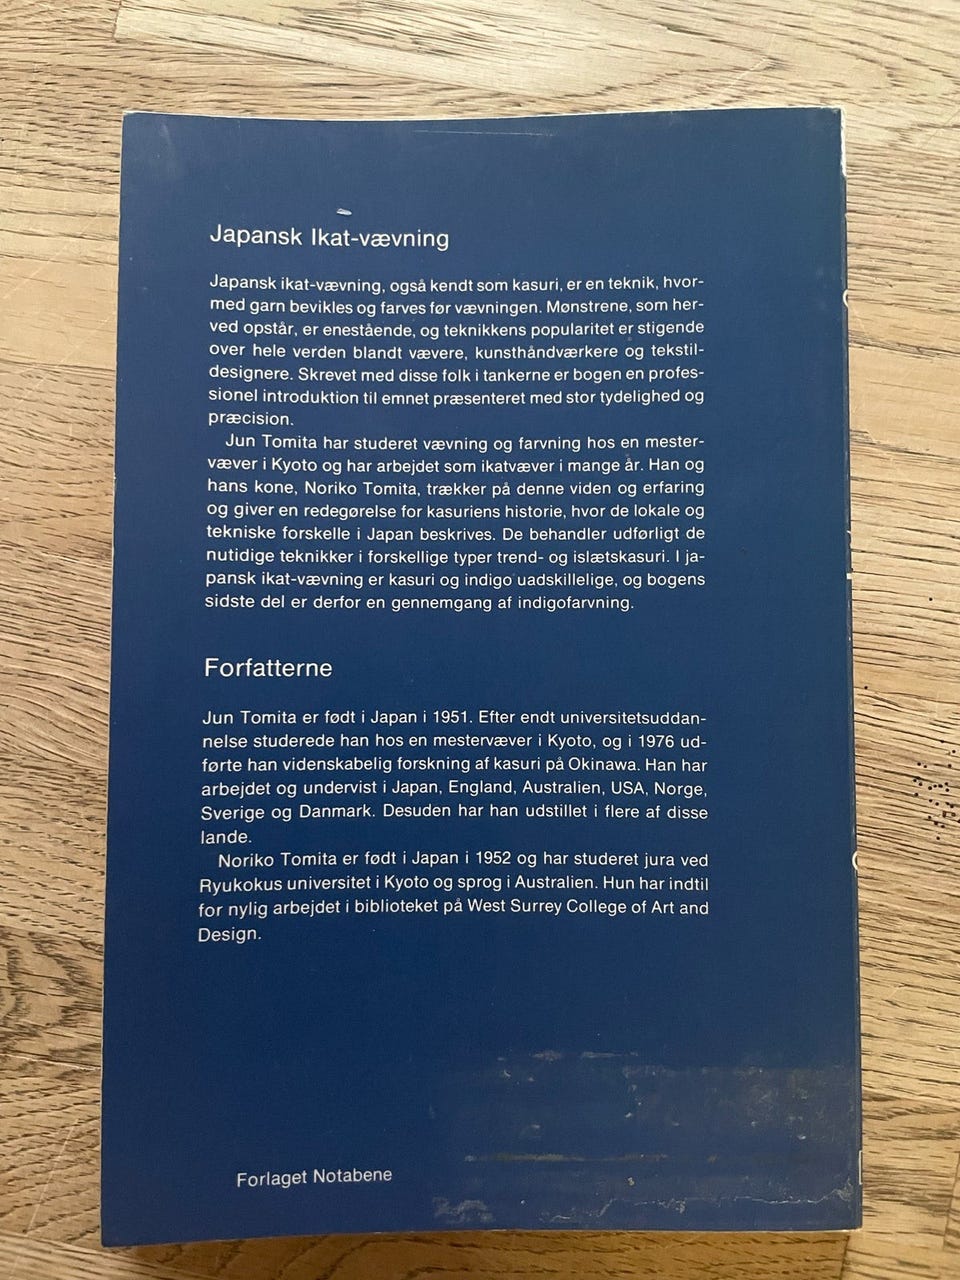 Japansk Ikat-vævning
Japansk ikat-vævning, også kendt som kasuri, er en teknik, hvor-
med garn bevikles og farves før vævningen. Mønstrene, som her-
ved opstår, er enestående, og teknikkens popularitet er stigende
over hele verden blandt vævere, kunsthåndværkere og tekstil-
designere. Skrevet med disse folk i tankerne er bogen en profes-
sionel introduktion til emnet præsenteret med stor tydelighed og
præcision.
Jun Tomita har studeret vævning og farvning hos en mester-
væver i Kyoto og har arbejdet som ikatvæver i mange år. Han og
hans kone, Noriko Tomita, trækker på denne viden og erfaring
og giver en redegørelse for kasuriens historie, hvor de lokale og
tekniske forskelle i Japan beskrives. De behandler udførligt de
nutidige teknikker i forskellige typer trend- og islætskasuri. I ja-
pansk ikat-vævning er kasuri og indigo uadskillelige, og bogens
sidste del er derfor en gennemgang af indigofarvning.
Forfatterne
Jun Tomita er født i Japan i 1951. Efter endt universitetsuddan-
nelse studerede han hos en mestervæver i Kyoto, og i 1976 ud-
førte han videnskabelig forskning af kasuri på Okinawa. Han har
arbejdet og undervist i Japan, England, Australien, USA, Norge,
Sverige og Danmark. Desuden har han udstillet i flere af disse
lande.
Noriko Tomita er født i Japan i 1952 og har studeret jura ved
Ryukokus universitet i Kyoto og sprog i Australien. Hun har indtil
for nylig arbejdet i biblioteket på West Surrey College of Art and
Design.
Forlaget Notabene